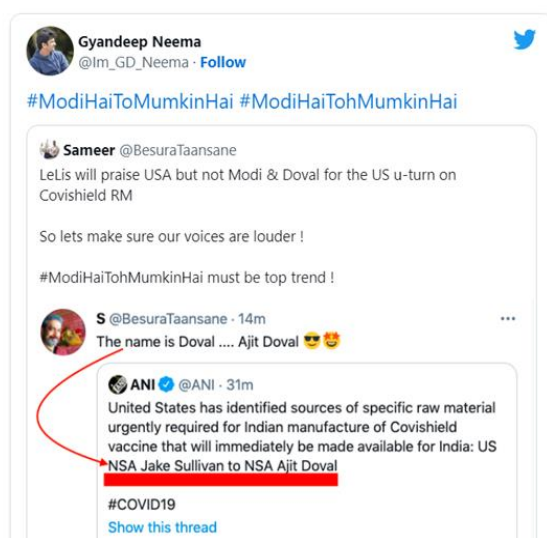 Gyandeep Neema
@Im_GD_Neema · Follow
#ModiHaiToMumkinHai #ModiHaiTohMumkinHai
Sameer @BesuraTaansane
LeLis will praise USA but not Modi & Doval for the US u-turn on
Covishield RM
So lets make sure our voices are louder !
#ModiHaiTohMumkinHai must be top trend !
S @BesuraTaansane · 14m
The name is Doval .... Ajit Doval 😎🤩
ANI @ANI · 31m
United States has identified sources of specific raw material
urgently required for Indian manufacture of Covishield
vaccine that will immediately be made available for India: US
NSA Jake Sullivan to NSA Ajit Doval
#COVID19
Show this thread